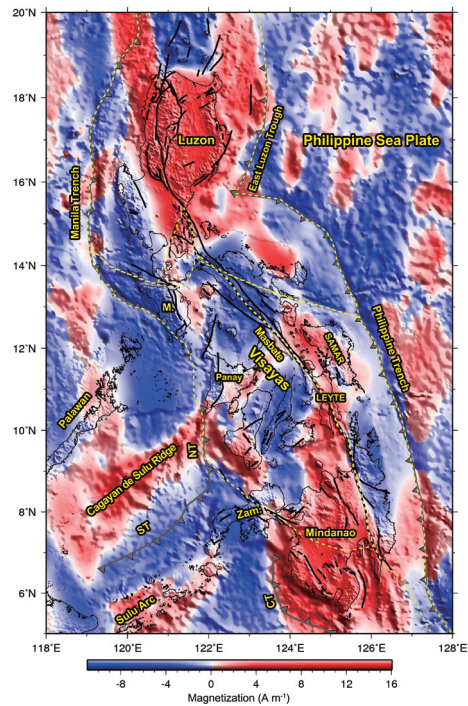 20˚N
18˚N
16˚N
14˚N
12˚N
10˚N
8˚N
6˚N
Luzon
Philippine Sea Plate
East Luzon Trough
Manila Trench
M.
Masbate
Visayas
SAMAR
Philippine Trench
Panay
LEYTE
Palawan
Cagayan de Sulu Ridge
NT
ST
Zam.
Mindanao
Sulu Arc
CT
118˚E
120˚E
122˚E
124˚E
126˚E
128˚E
-8
-4
0
4
8
12
16
Magnetization (A m⁻¹)